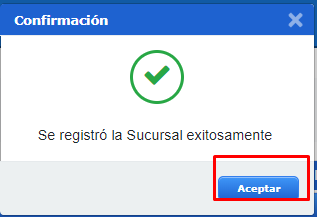 Confirmación
Se registró la Sucursal exitosamente
Aceptar